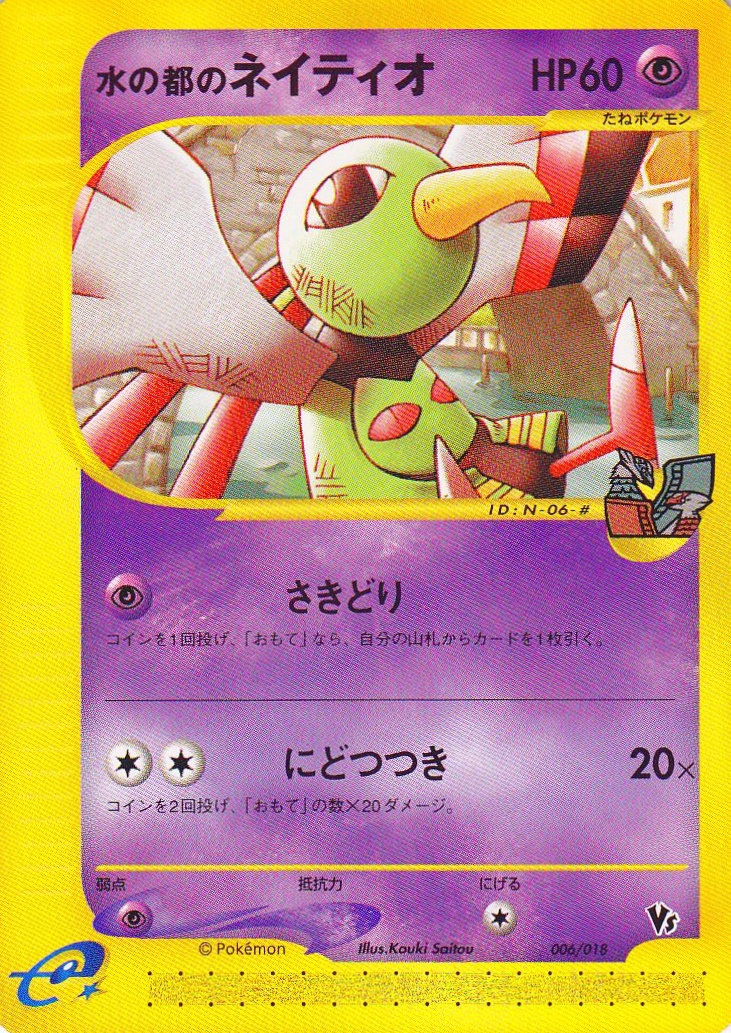 水の都のネイティオ HP60
たねポケモン
ID:N-06-#
さきどり
コインを1回投げ、「おもて」なら、自分の山札からカードを1枚引く。
にどつつき 20×
コインを2回投げ、「おもて」の数×20ダメージ。
弱点 抵抗力 にげる
VS
© Pokémon Illus.Kouki Saitou 006/018
e